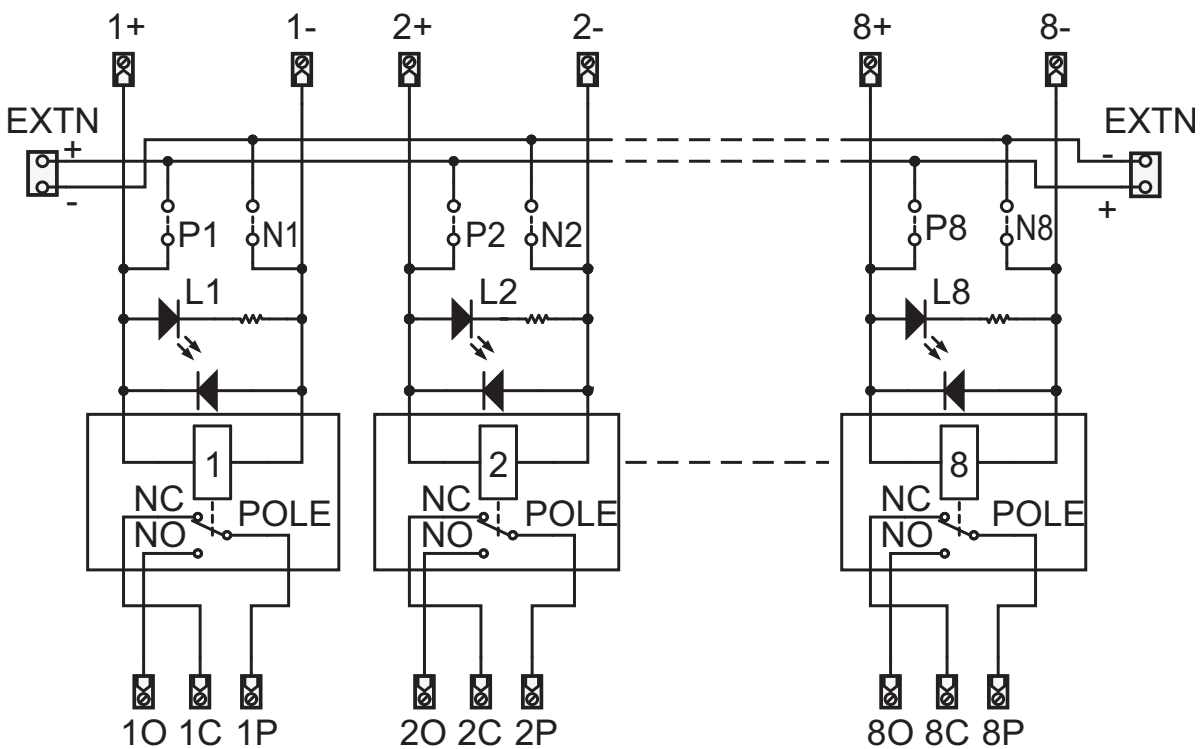 1+ 1- 2+ 2- 8+ 8-
EXTN EXTN
+ -
- +
P1 N1 P2 N2 P8 N8
L1 L2 L8
1 2 8
NC NC NC
POLE POLE POLE
NO NO NO
1O 1C 1P 2O 2C 2P 8O 8C 8P